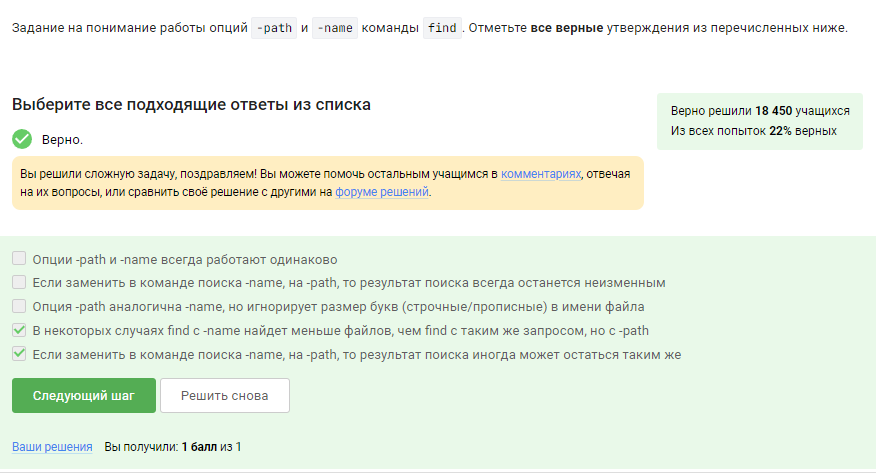 Задание на понимание работы опций -path и -name команды find. Отметьте все верные утверждения из перечисленных ниже.
Выберите все подходящие ответы из списка
Верно решили 18 450 учащихся
Из всех попыток 22% верных
Верно.
Вы решили сложную задачу, поздравляем! Вы можете помочь остальным учащимся в комментариях, отвечая
на их вопросы, или сравнить своё решение с другими на форуме решений.
Опции -path и -name всегда работают одинаково
Если заменить в команде поиска -name, на -path, то результат поиска всегда останется неизменным
Опция -path аналогична -name, но игнорирует размер букв (строчные/прописные) в имени файла
В некоторых случаях find с -name найдет меньше файлов, чем find с таким же запросом, но с -path
Если заменить в команде поиска -name, на -path, то результат поиска иногда может остаться таким же
Следующий шаг
Решить снова
Ваши решения Вы получили: 1 балл из 1